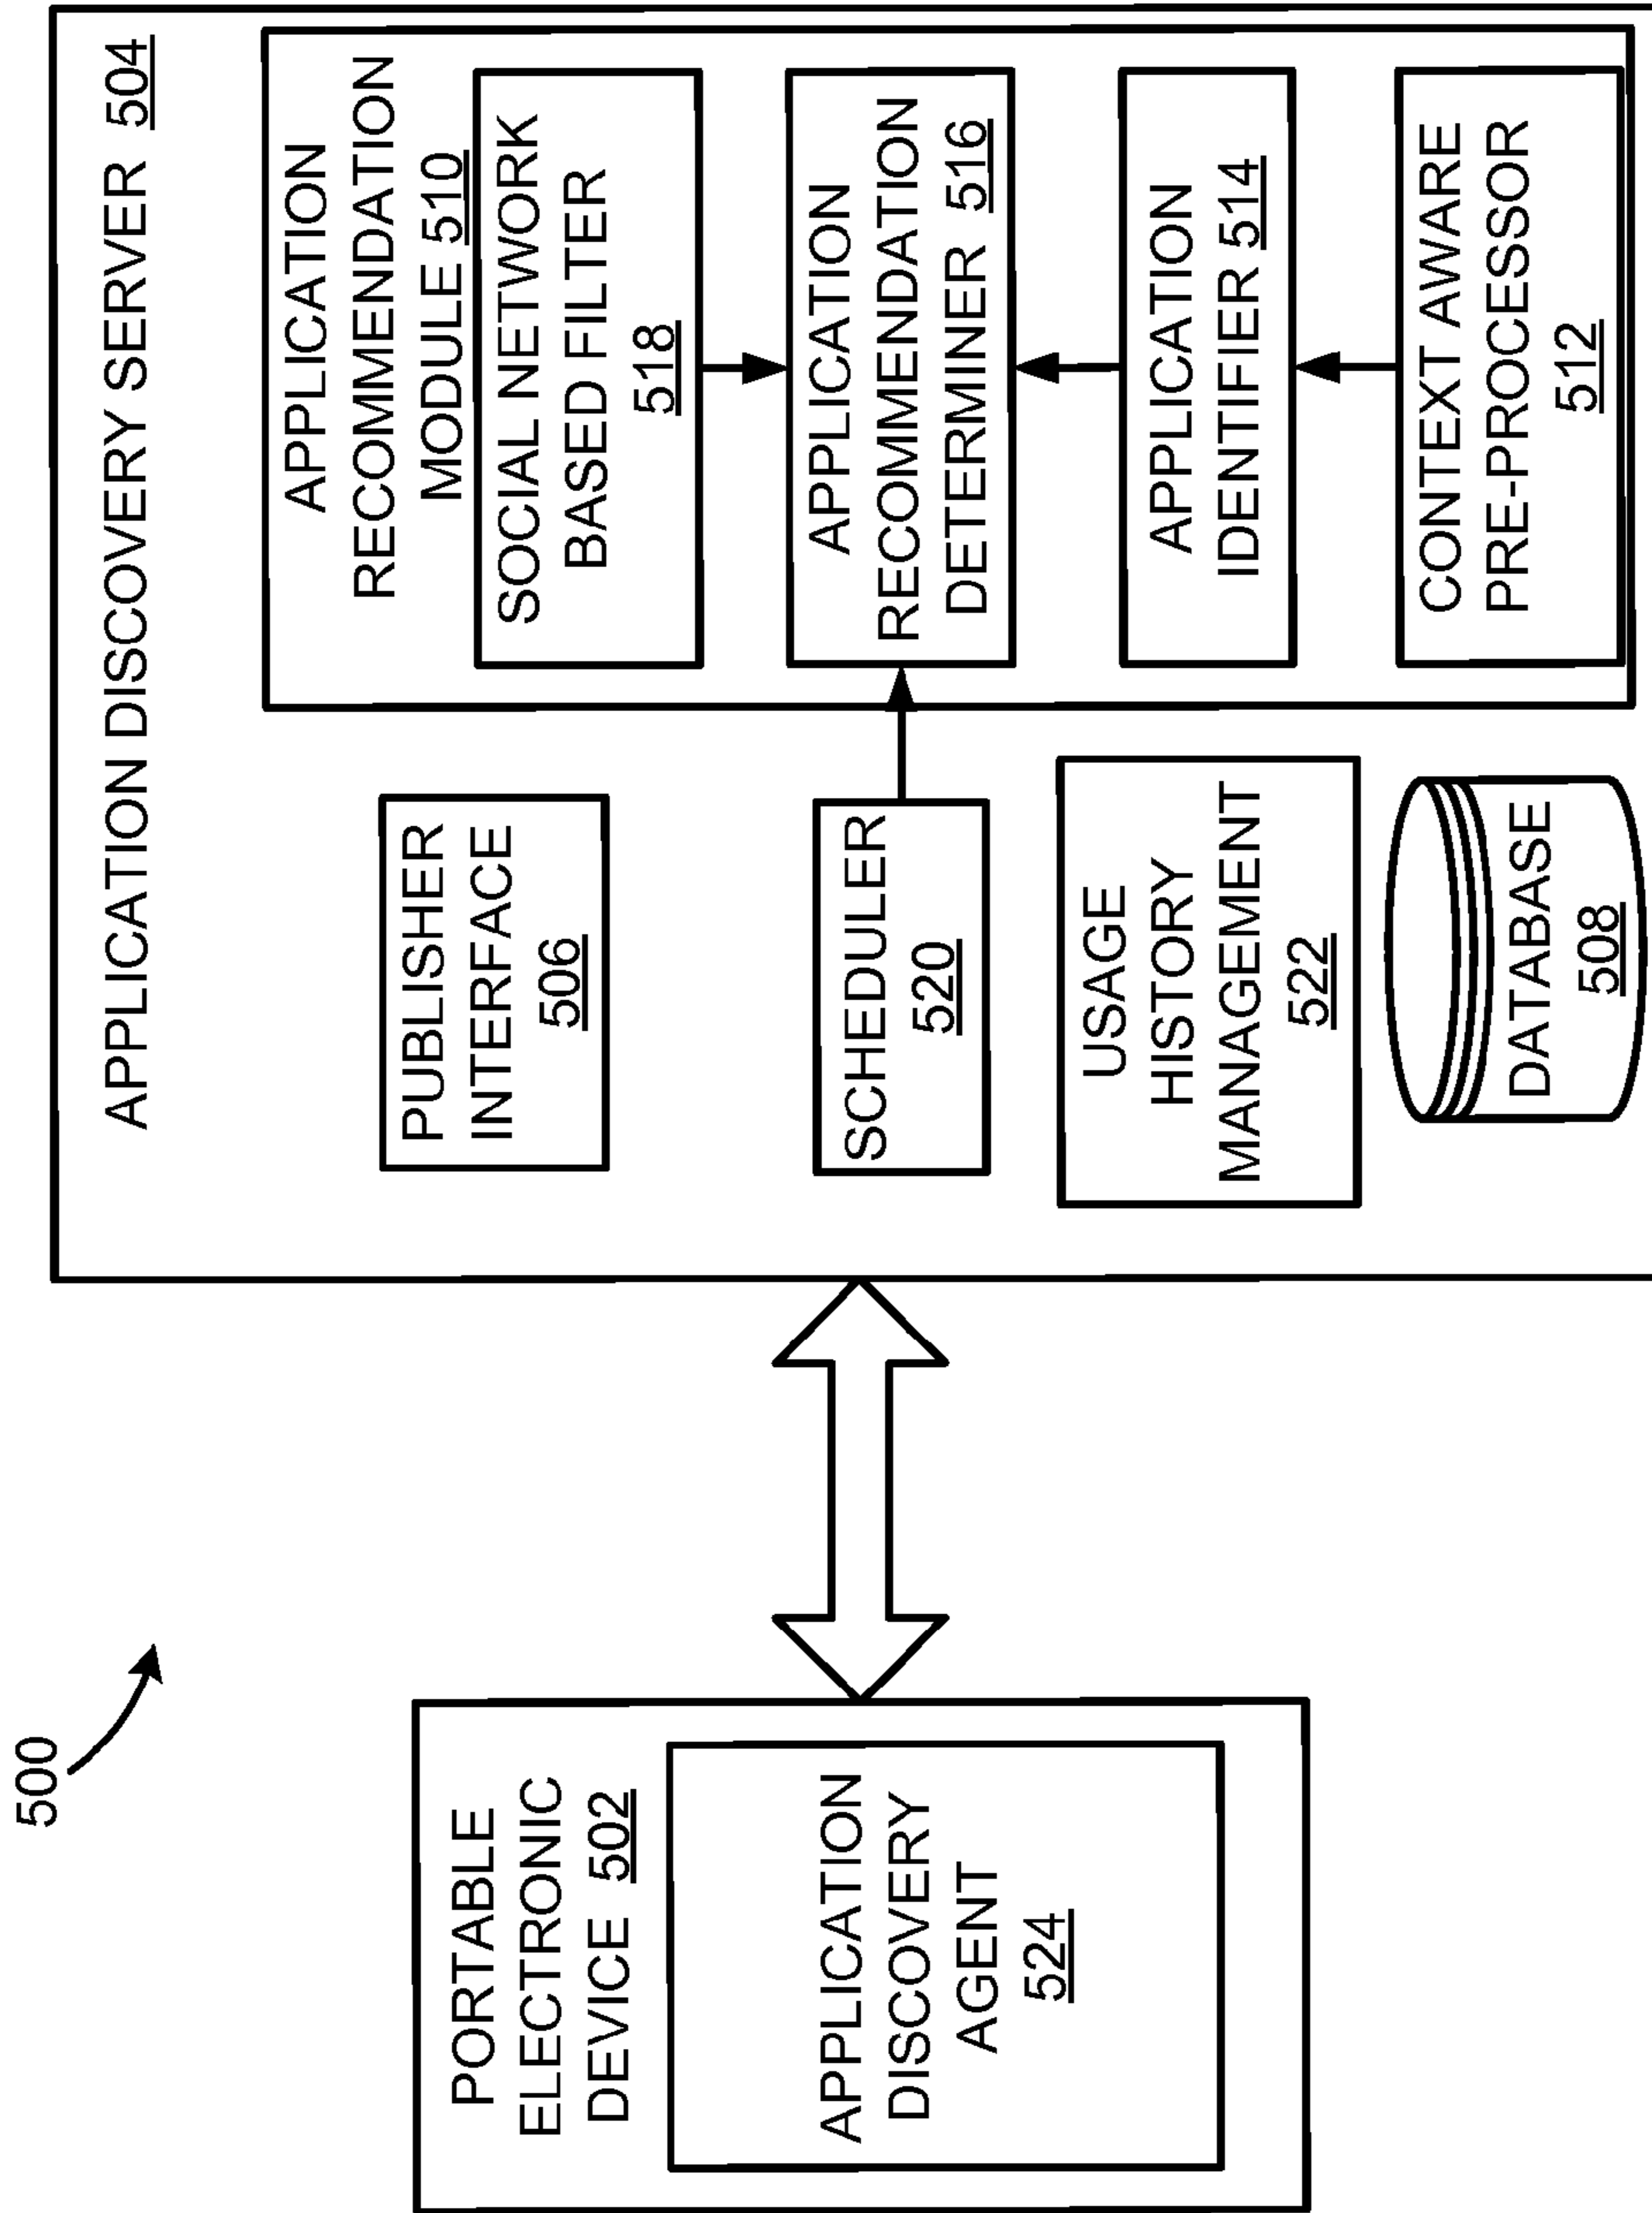 500
PORTABLE
ELECTRONIC
DEVICE 502
APPLICATION
DISCOVERY
AGENT
524
APPLICATION DISCOVERY SERVER 504
PUBLISHER
INTERFACE
506
SCHEDULER
520
USAGE
HISTORY
MANAGEMENT
522
DATABASE
508
APPLICATION
RECOMMENDATION
MODULE 510
SOCIAL NETWORK
BASED FILTER
518
APPLICATION
RECOMMENDATION
DETERMINER 516
APPLICATION
IDENTIFIER 514
CONTEXT AWARE
PRE-PROCESSOR
512